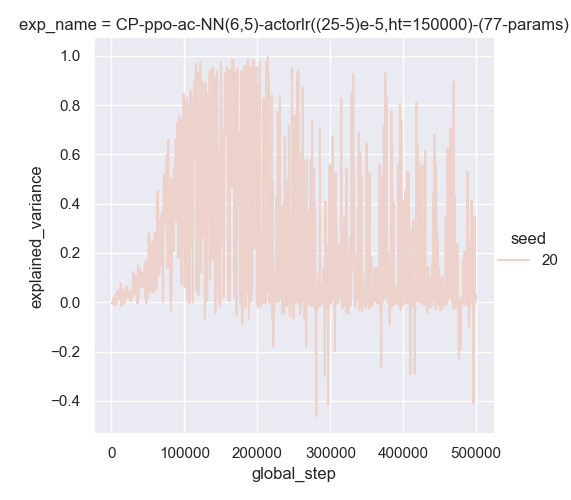 exp_name = CP-ppo-ac-NN(6,5)-actorlr((25-5)e-5,ht=150000)-(77-params)
explained_variance
1.0
0.8
0.6
0.4
0.2
0.0
−0.2
−0.4
seed
20
0 100000 200000 300000 400000 500000
global_step